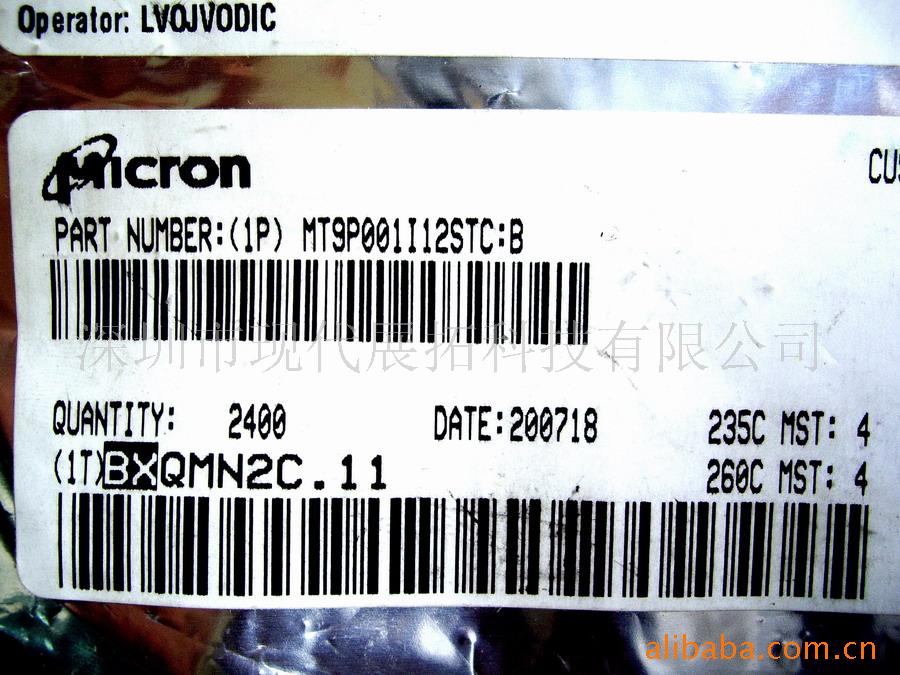 Operator: LVOJVODIC
Micron
CUS
PART NUMBER:(1P) MT9P001I12STC:B
深圳市现代展拓科技有限公司
QUANTITY: 2400 DATE:200718 235C MST: 4
(1T)BXQMN2C.11 260C MST: 4
alibaba.com.cn